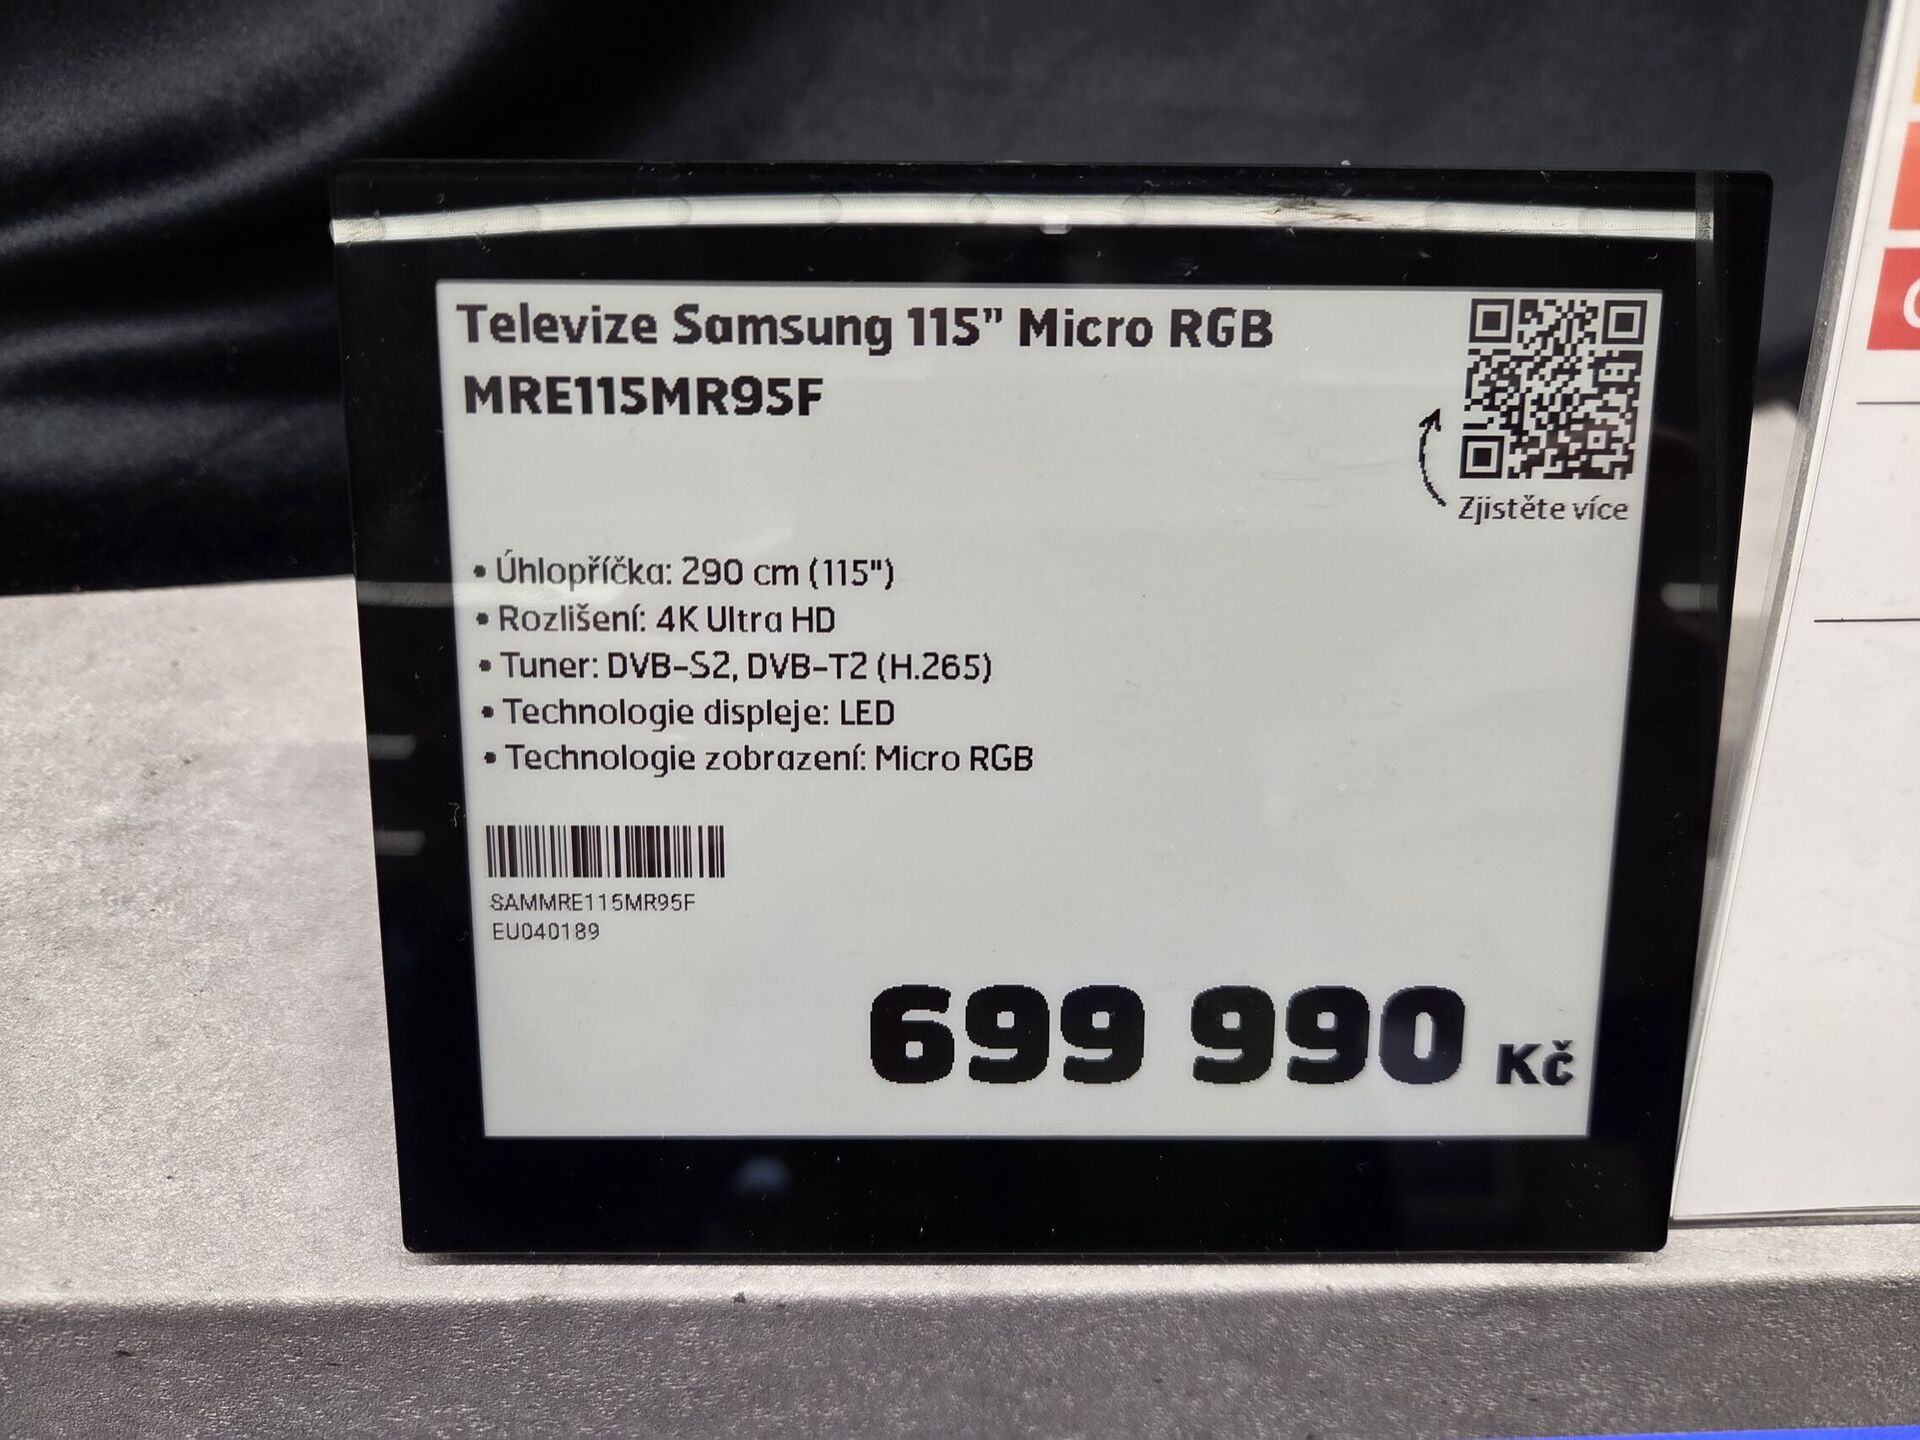 Televize Samsung 115” Micro RGB
MRE115MR95F
Zjistěte více
• Úhlopříčka: 290 cm (115")
• Rozlišení: 4K Ultra HD
• Tuner: DVB-S2, DVB-T2 (H.265)
• Technologie displeje: LED
• Technologie zobrazení: Micro RGB
SAMMRE115MR95F
EU040189
699 990 Kč